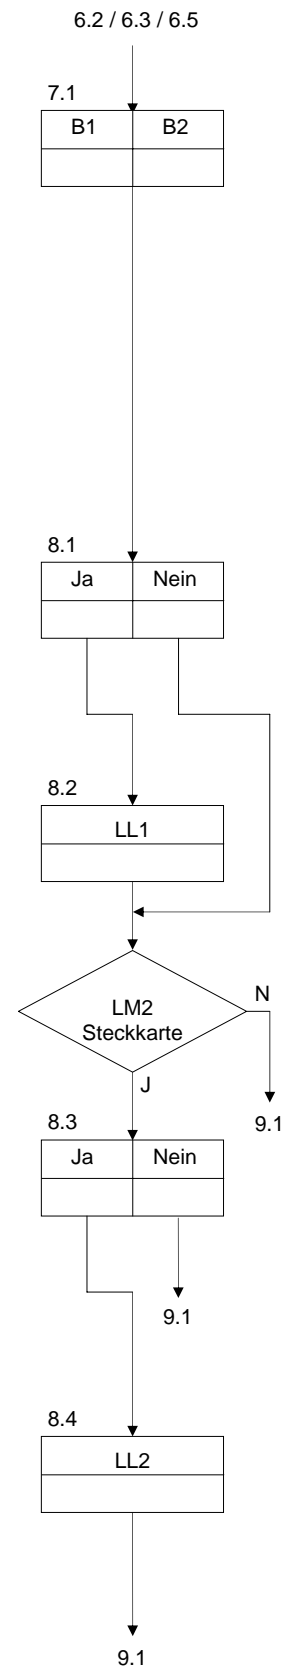 6.2 / 6.3 / 6.5
7.1
B1 B2
8.1
Ja Nein
8.2
LL1
LM2
Steckkarte
N
J
9.1
8.3
Ja Nein
9.1
8.4
LL2
9.1